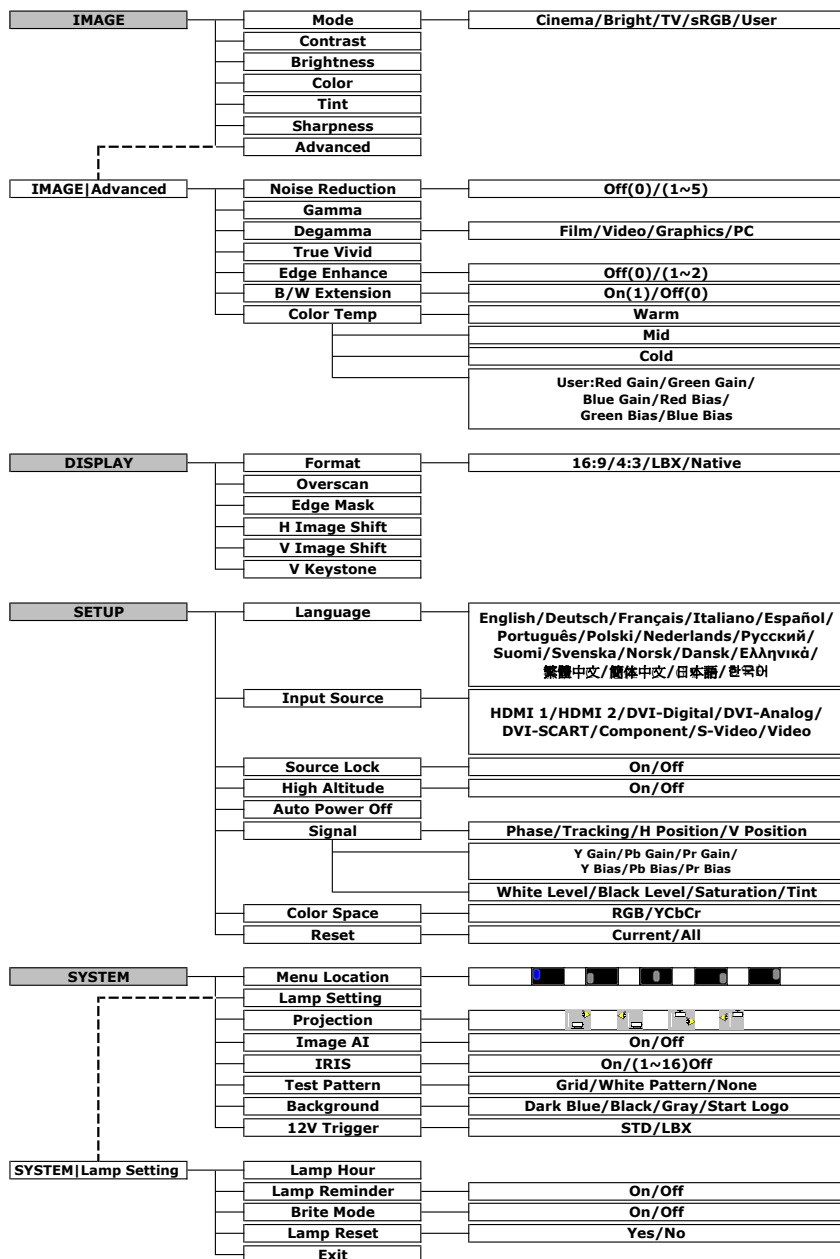 IMAGE Mode Cinema/Bright/TV/sRGB/User
Contrast
Brightness
Color
Tint
Sharpness
Advanced
IMAGE|Advanced Noise Reduction Off(0)/(1~5)
Gamma
Degamma Film/Video/Graphics/PC
True Vivid
Edge Enhance Off(0)/(1~2)
B/W Extension On(1)/Off(0)
Color Temp Warm
Mid
Cold
User:Red Gain/Green Gain/
Blue Gain/Red Bias/
Green Bias/Blue Bias
DISPLAY Format 16:9/4:3/LBX/Native
Overscan
Edge Mask
H Image Shift
V Image Shift
V Keystone
SETUP Language English/Deutsch/Français/Italiano/Español/
Português/Polski/Nederlands/Русский/
Suomi/Svenska/Norsk/Dansk/Ελληνικά/
繁體中文/簡体中文/日本語/한국어
Input Source HDMI 1/HDMI 2/DVI-Digital/DVI-Analog/
DVI-SCART/Component/S-Video/Video
Source Lock On/Off
High Altitude On/Off
Auto Power Off
Signal Phase/Tracking/H Position/V Position
Y Gain/Pb Gain/Pr Gain/
Y Bias/Pb Bias/Pr Bias
White Level/Black Level/Saturation/Tint
Color Space RGB/YCbCr
Reset Current/All
SYSTEM Menu Location
Lamp Setting
Projection
Image AI On/Off
IRIS On/(1~16)Off
Test Pattern Grid/White Pattern/None
Background Dark Blue/Black/Gray/Start Logo
12V Trigger STD/LBX
SYSTEM|Lamp Setting Lamp Hour
Lamp Reminder On/Off
Brite Mode On/Off
Lamp Reset Yes/No
Exit